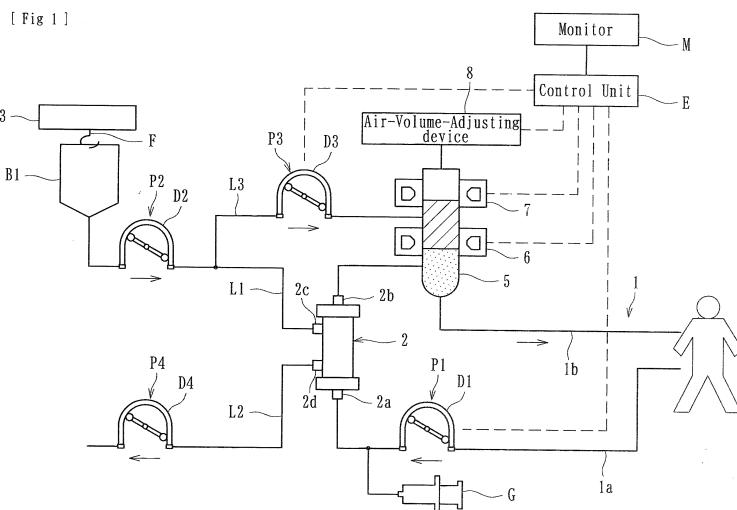 [ Fig 1 ]
Monitor
M
8
Control Unit
E
3
F
Air-Volume-Adjusting
device
P3
D3
B1
P2
D2
L3
7
6
L1
2c
2b
5
1
2
1b
P4
D4
2d
2a
P1
D1
L2
1a
G